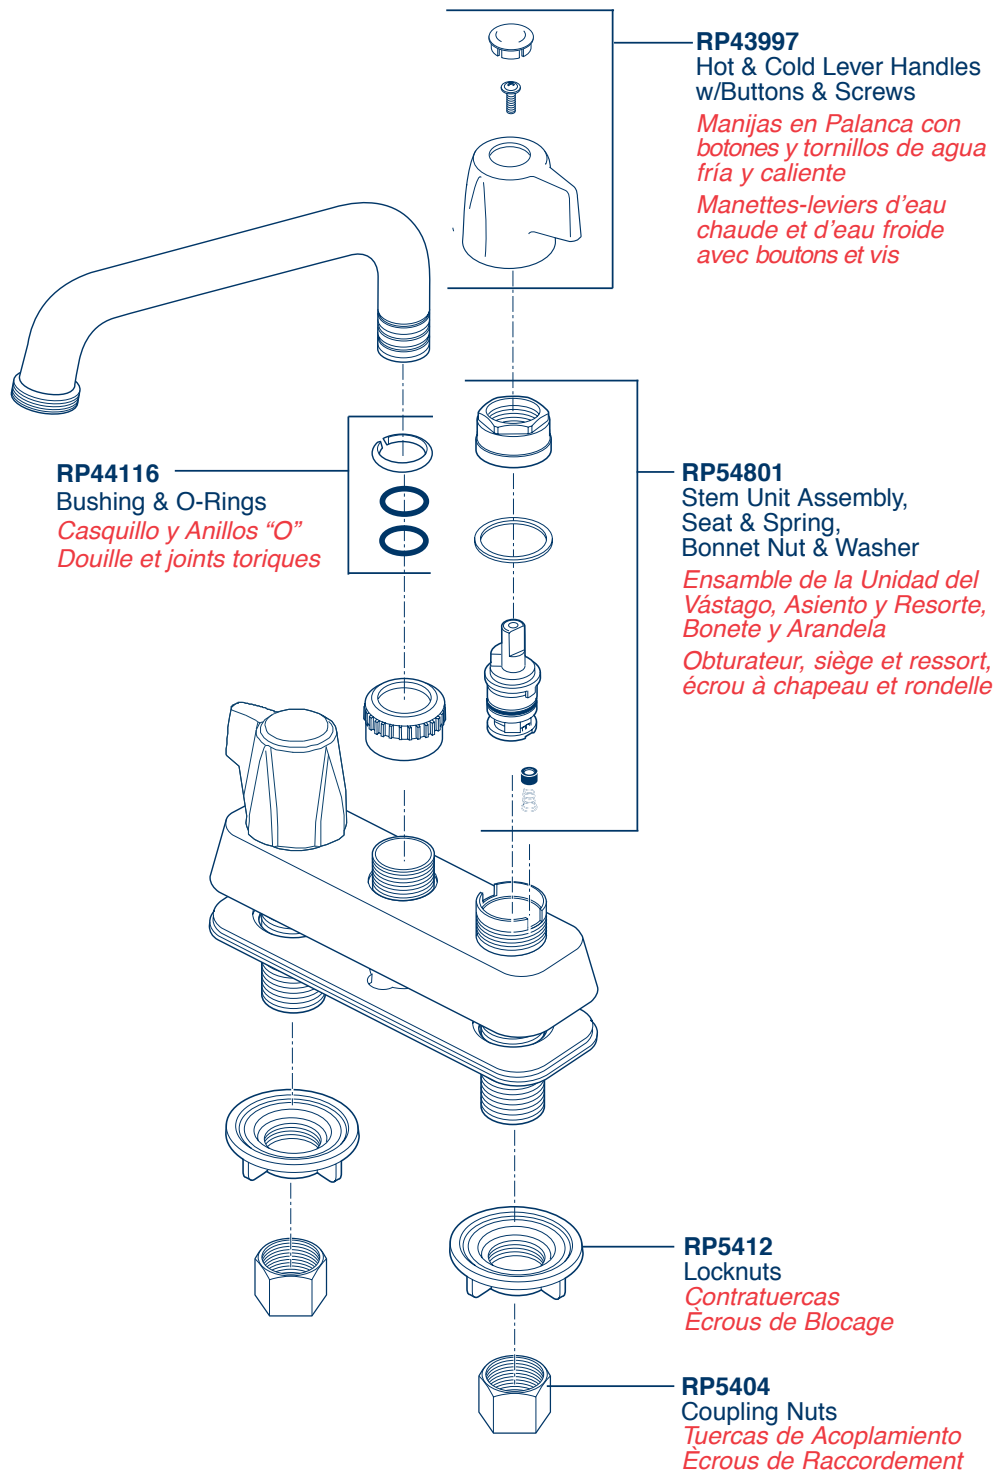 RP43997
Hot & Cold Lever Handles
w/Buttons & Screws
Manijas en Palanca con
botones y tornillos de agua
fría y caliente
Manettes-leviers d’eau
chaude et d’eau froide
avec boutons et vis
RP44116
Bushing & O-Rings
Casquillo y Anillos “O”
Douille et joints toriques
RP54801
Stem Unit Assembly,
Seat & Spring,
Bonnet Nut & Washer
Ensamble de la Unidad del
Vástago, Asiento y Resorte,
Bonete y Arandela
Obturateur, siège et ressort,
écrou à chapeau et rondelle
RP5412
Locknuts
Contratuercas
Ècrous de Blocage
RP5404
Coupling Nuts
Tuercas de Acoplamiento
Ècrous de Raccordement